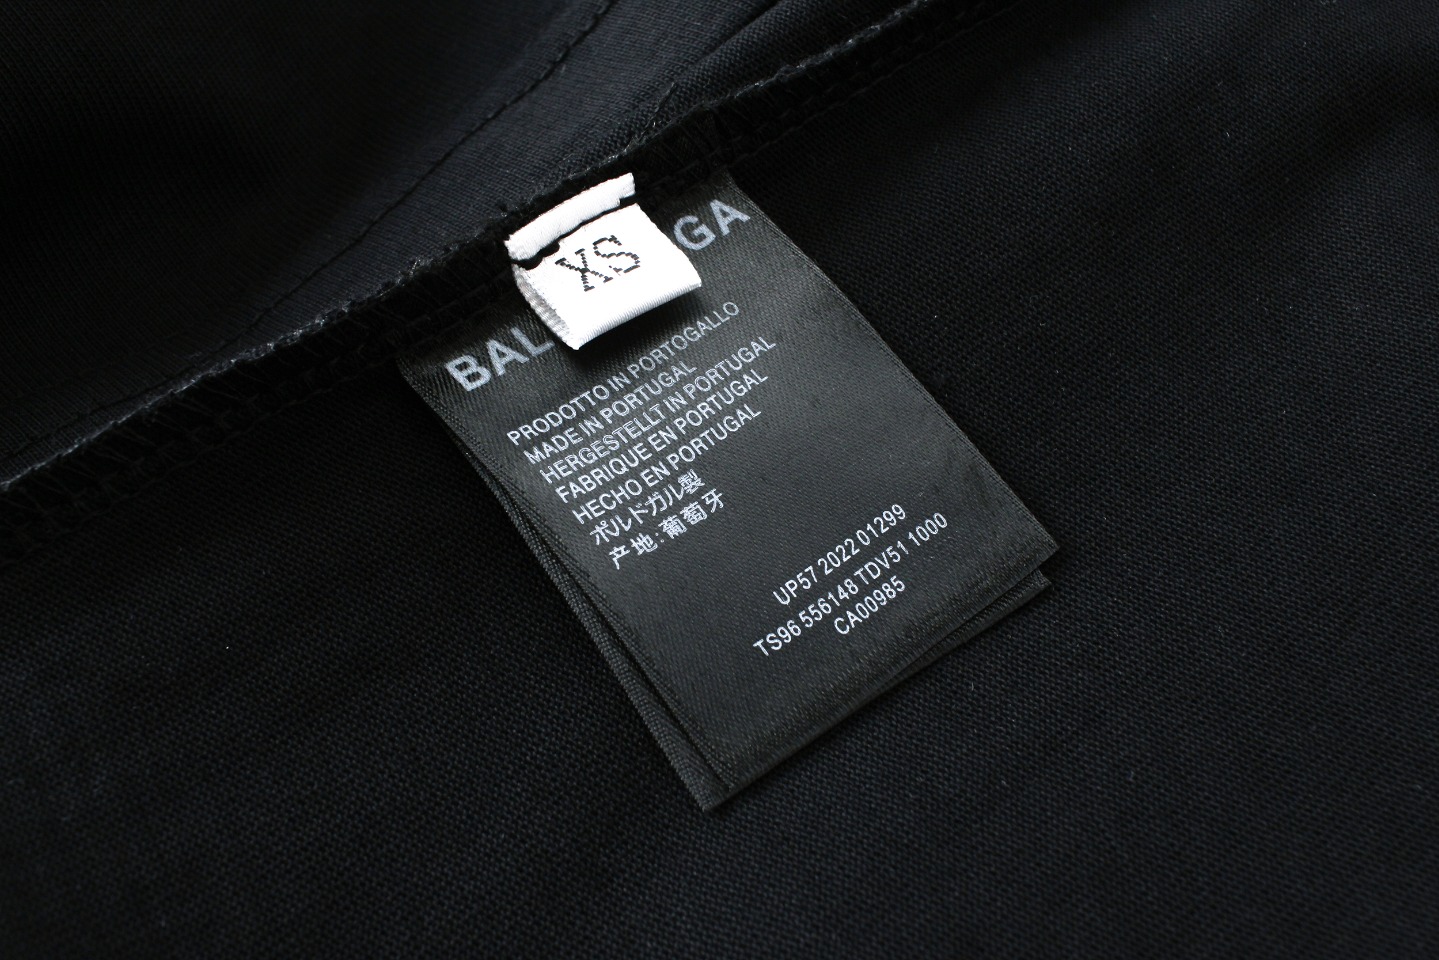 XS
BAL GA
PRODOTTO IN PORTOGALLO
MADE IN PORTUGAL
HERGESTELLT IN PORTUGAL
FABRIQUE EN PORTUGAL
HECHO EN PORTUGAL
ポルドガル製
产地:葡萄牙
UP57 2022 01299
TS96 556148 TDV51 1000
CA00985